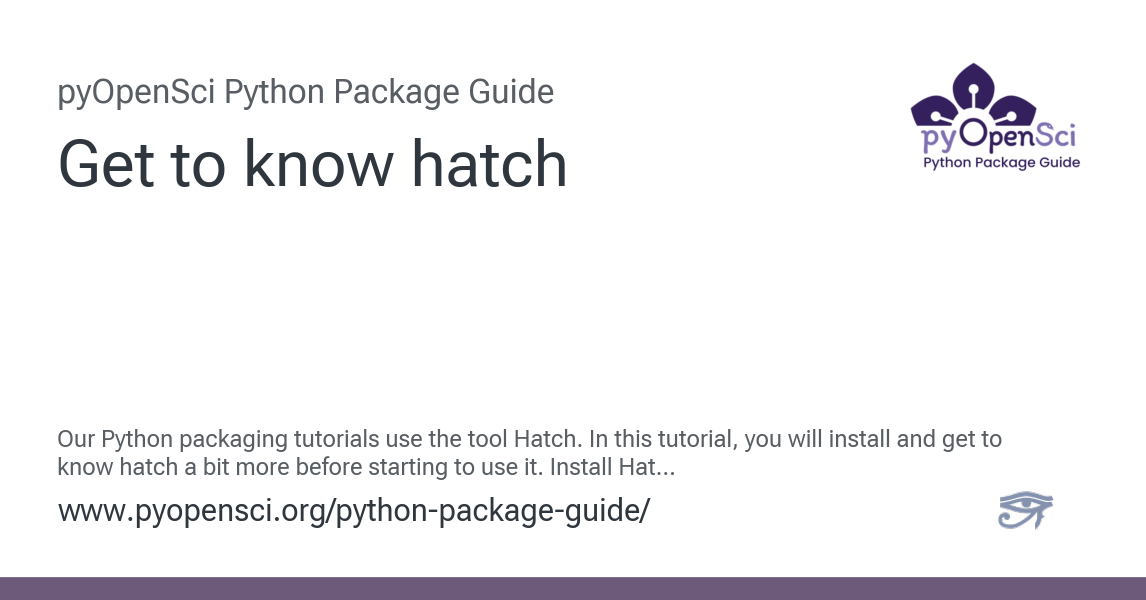 pyOpenSci Python Package Guide
Get to know hatch
pyOpenSci
Python Package Guide
Our Python packaging tutorials use the tool Hatch. In this tutorial, you will install and get to
know hatch a bit more before starting to use it. Install Hat...
www.pyopensci.org/python-package-guide/